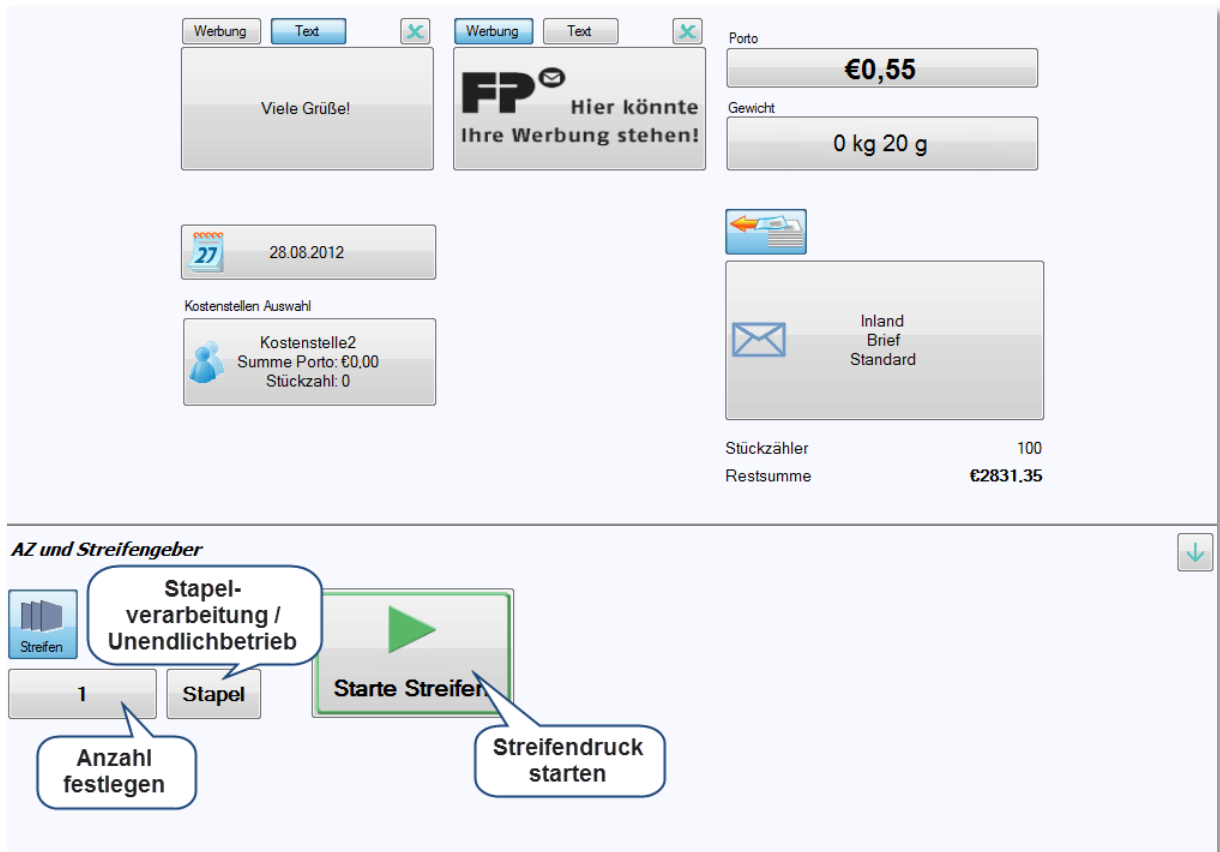 Werbung Text
Viele Grüße!
Werbung Text
FP
Hier könnte
Ihre Werbung stehen!
Porto
€0,55
Gewicht
0 kg 20 g
27
28.08.2012
Kostenstellen Auswahl
Kostenstelle2
Summe Porto: €0,00
Stückzahl: 0
Inland
Brief
Standard
Stückzähler 100
Restsumme €2831,35
AZ und Streifengeber
Streifen
Stapel-
verarbeitung /
Unendlichbetrieb
1
Stapel
Starte Streifen
Anzahl
festlegen
Streifendruck
starten